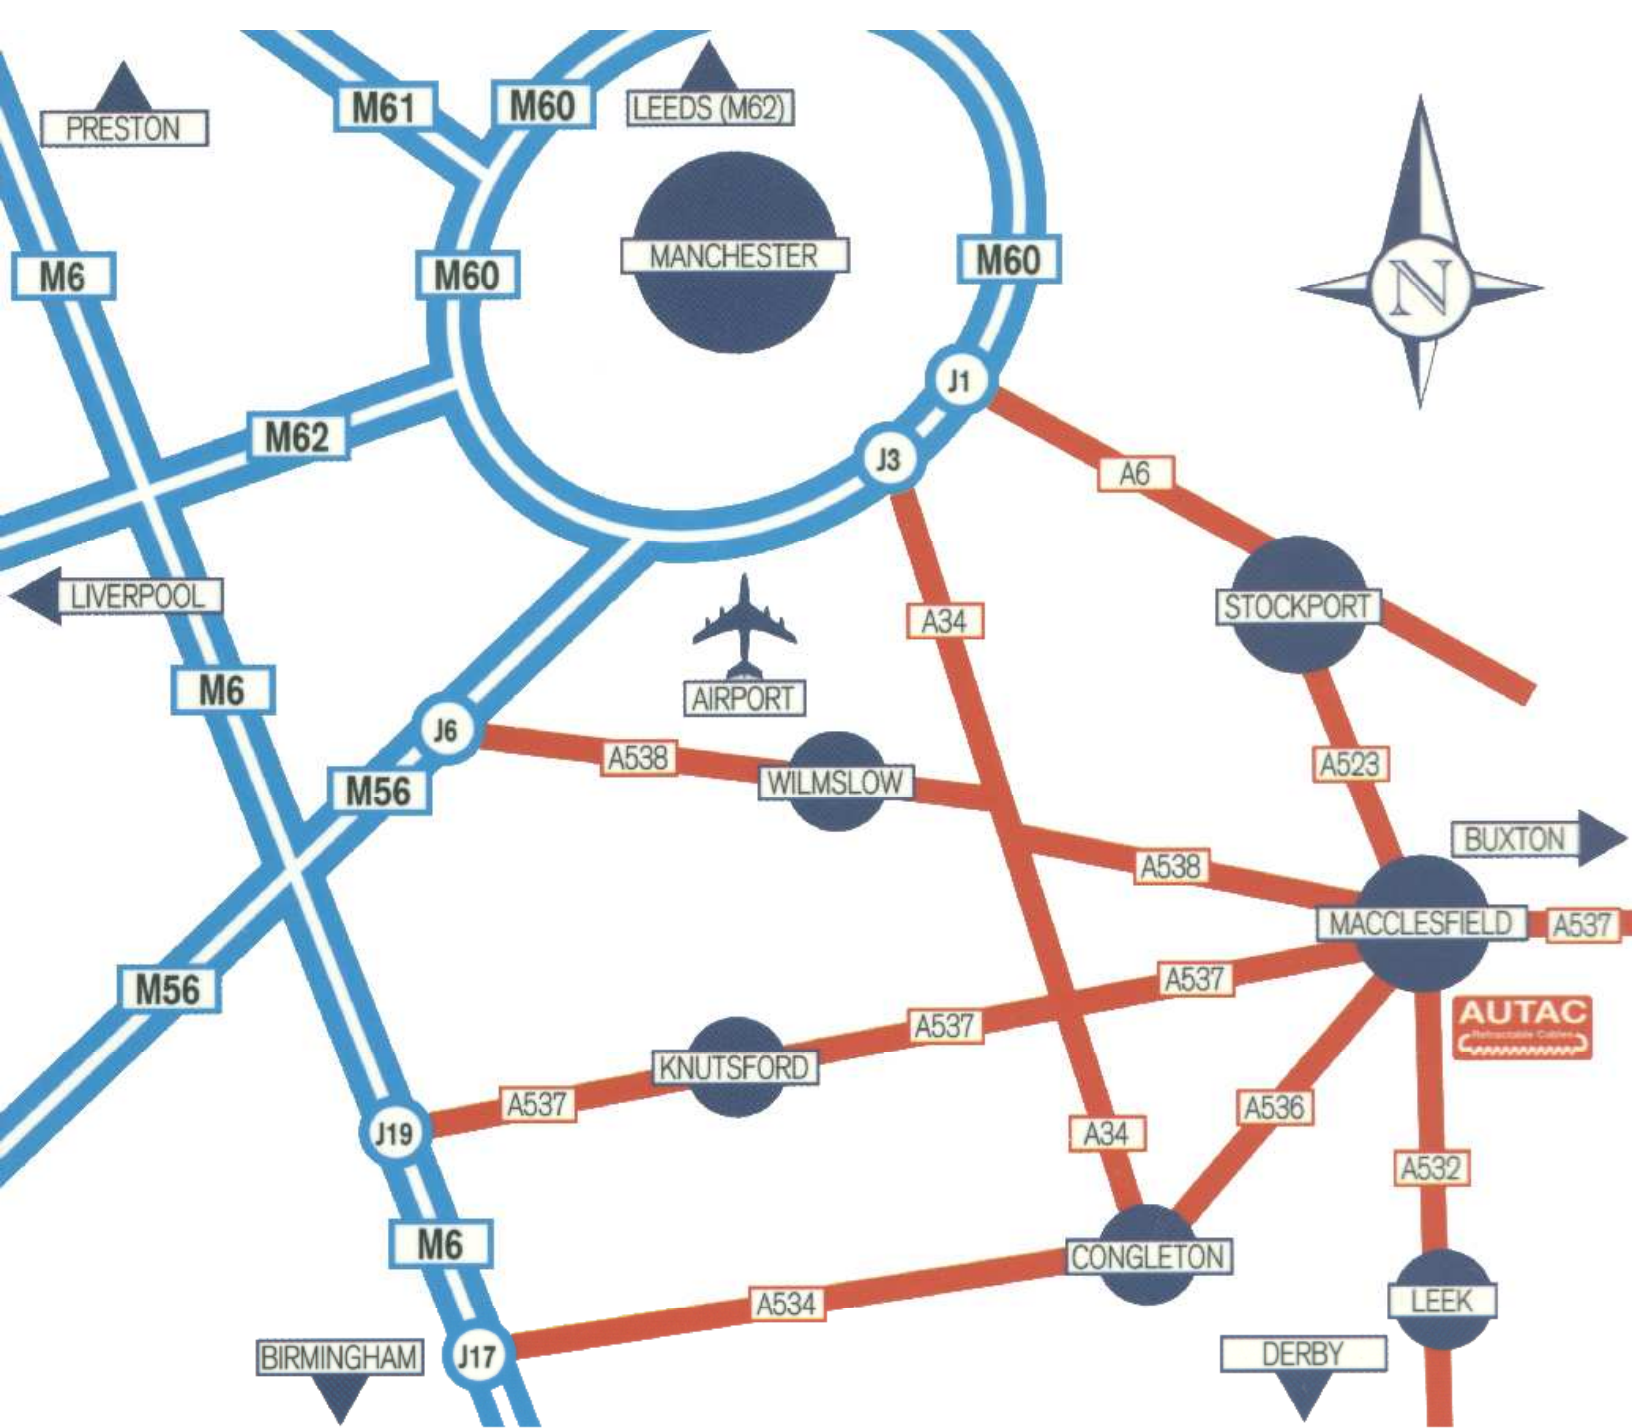 M61
M60
LEEDS (M62)
PRESTON
MANCHESTER
M6
M60
M60
N
J1
M62
J3
A6
LIVERPOOL
STOCKPORT
A34
M6
AIRPORT
J6
A538
A523
WILMSLOW
M56
BUXTON
A538
MACCLESFIELD
A537
M56
A537
AUTAC
Retractable Cables
A537
KNUTSFORD
A537
J19
A536
A34
A532
M6
CONGLETON
A534
LEEK
BIRMINGHAM
J17
DERBY